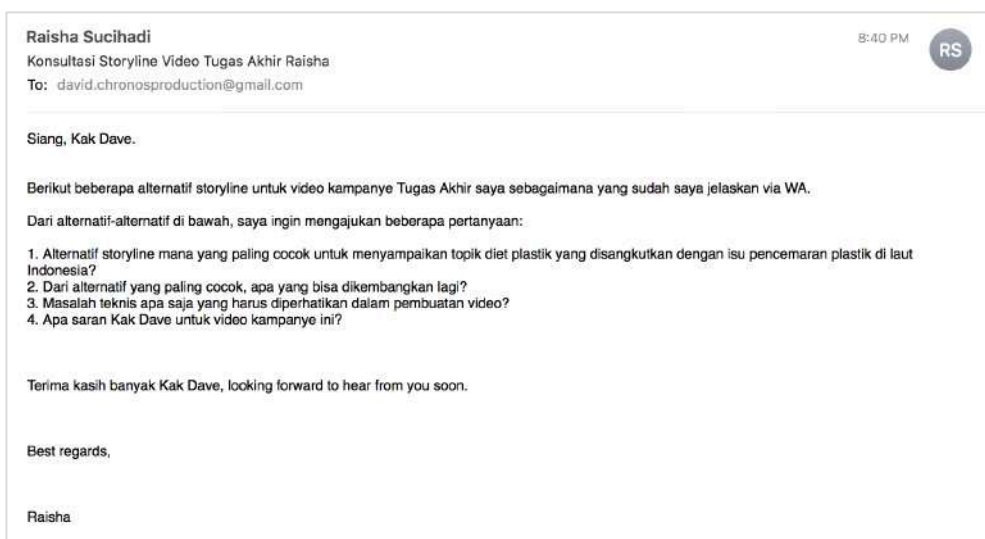 Raisha Sucihadi
8:40 PM
RS
Konsultasi Storyline Video Tugas Akhir Raisha
To: david.chronosproduction@gmail.com
Siang, Kak Dave.
Berikut beberapa alternatif storyline untuk video kampanye Tugas Akhir saya sebagaimana yang sudah saya jelaskan via WA.
Dari alternatif-alternatif di bawah, saya ingin mengajukan beberapa pertanyaan:
1. Alternatif storyline mana yang paling cocok untuk menyampaikan topik diet plastik yang disangkutkan dengan isu pencemaran plastik di laut
Indonesia?
2. Dari alternatif yang paling cocok, apa yang bisa dikembangkan lagi?
3. Masalah teknis apa saja yang harus diperhatikan dalam pembuatan video?
4. Apa saran Kak Dave untuk video kampanye ini?
Terima kasih banyak Kak Dave, looking forward to hear from you soon.
Best regards,
Raisha